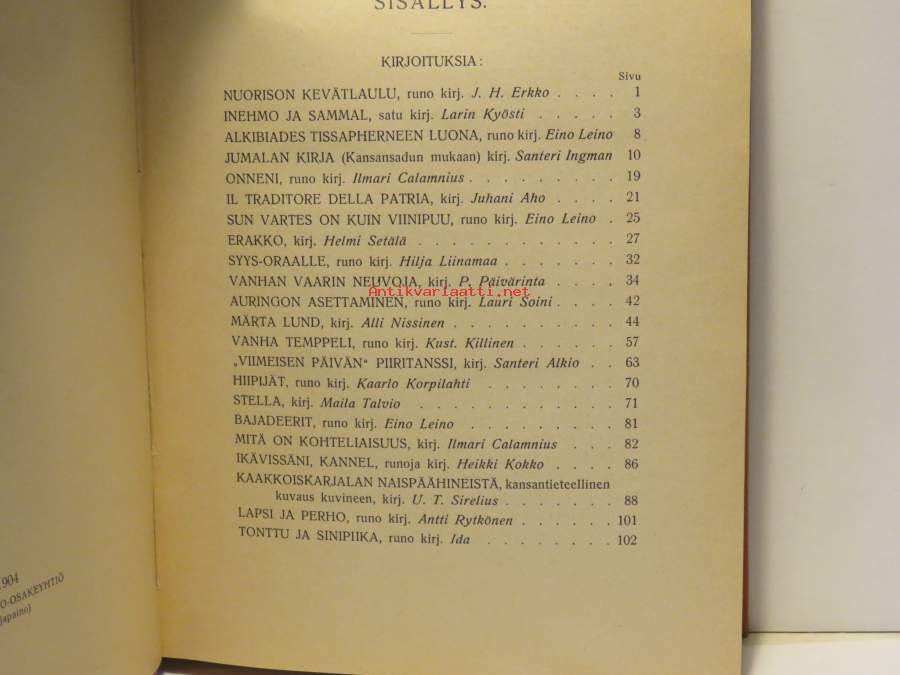 SISÄLLYS.
KIRJOITUKSIA:
Sivu
NUORISON KEVÄTLAULU, runo kirj. J. H. Erkko . . . . 1
INEHMO JA SAMMAL, satu kirj. Larin Kyösti . . . . . 3
ALKIBIADES TISSAPHERNEEN LUONA, runo kirj. Eino Leino 8
JUMALAN KIRJA (Kansansadun mukaan) kirj. Santeri Ingman 10
ONNENI, runo kirj. Ilmari Calamnius . . . . . . . . . 19
IL TRADITORE DELLA PATRIA, kirj. Juhani Aho . . . . 21
SUN VARTES ON KUIN VIINIPUU, runo kirj. Eino Leino . 25
ERAKKO, kirj. Helmi Setälä . . . . . . . . . . . 27
SYYS-ORAALLE, runo kirj. Hilja Liinamaa . . . . . . . 32
VANHAN VAARIN NEUVOJA, kirj. P. Päivärinta . . . . . 34
Antikvariaatti.net
AURINGON ASETTAMINEN, runo kirj. Lauri Soini . . . . 42
MÄRTA LUND, kirj. Alli Nissinen . . . . . . . . . . 44
VANHA TEMPPELI, runo kirj. Kust. Killinen . . . . . . 57
„VIIMEISEN PÄIVÄN“ PIIRITANSSI, kirj. Santeri Alkio . . 63
HIIPIJÄT, runo kirj. Kaarlo Korpilahti . . . . . . . . 70
STELLA, kirj. Maila Talvio . . . . . . . . . . . . 71
BAJADEERIT, runo kirj. Eino Leino . . . . . . . . . 81
MITÄ ON KOHTELIAISUUS, kirj. Ilmari Calamnius . . . 82
IKÄVISSÄNI, KANNEL, runoja kirj. Heikki Kokko . . . . 86
KAAKKOISKARJALAN NAISPÄÄHINEISTÄ, kansantieteellinen
kuvaus kuvineen, kirj. U. T. Sirelius . . . . . . . 88
LAPSI JA PERHO, runo kirj. Antti Rytkönen . . . . . . 101
TONTTU JA SINIPIIKA, runo kirj. Ida . . . . . . . . 102
1904
O-OSAKEYHTIÖ
japaino)